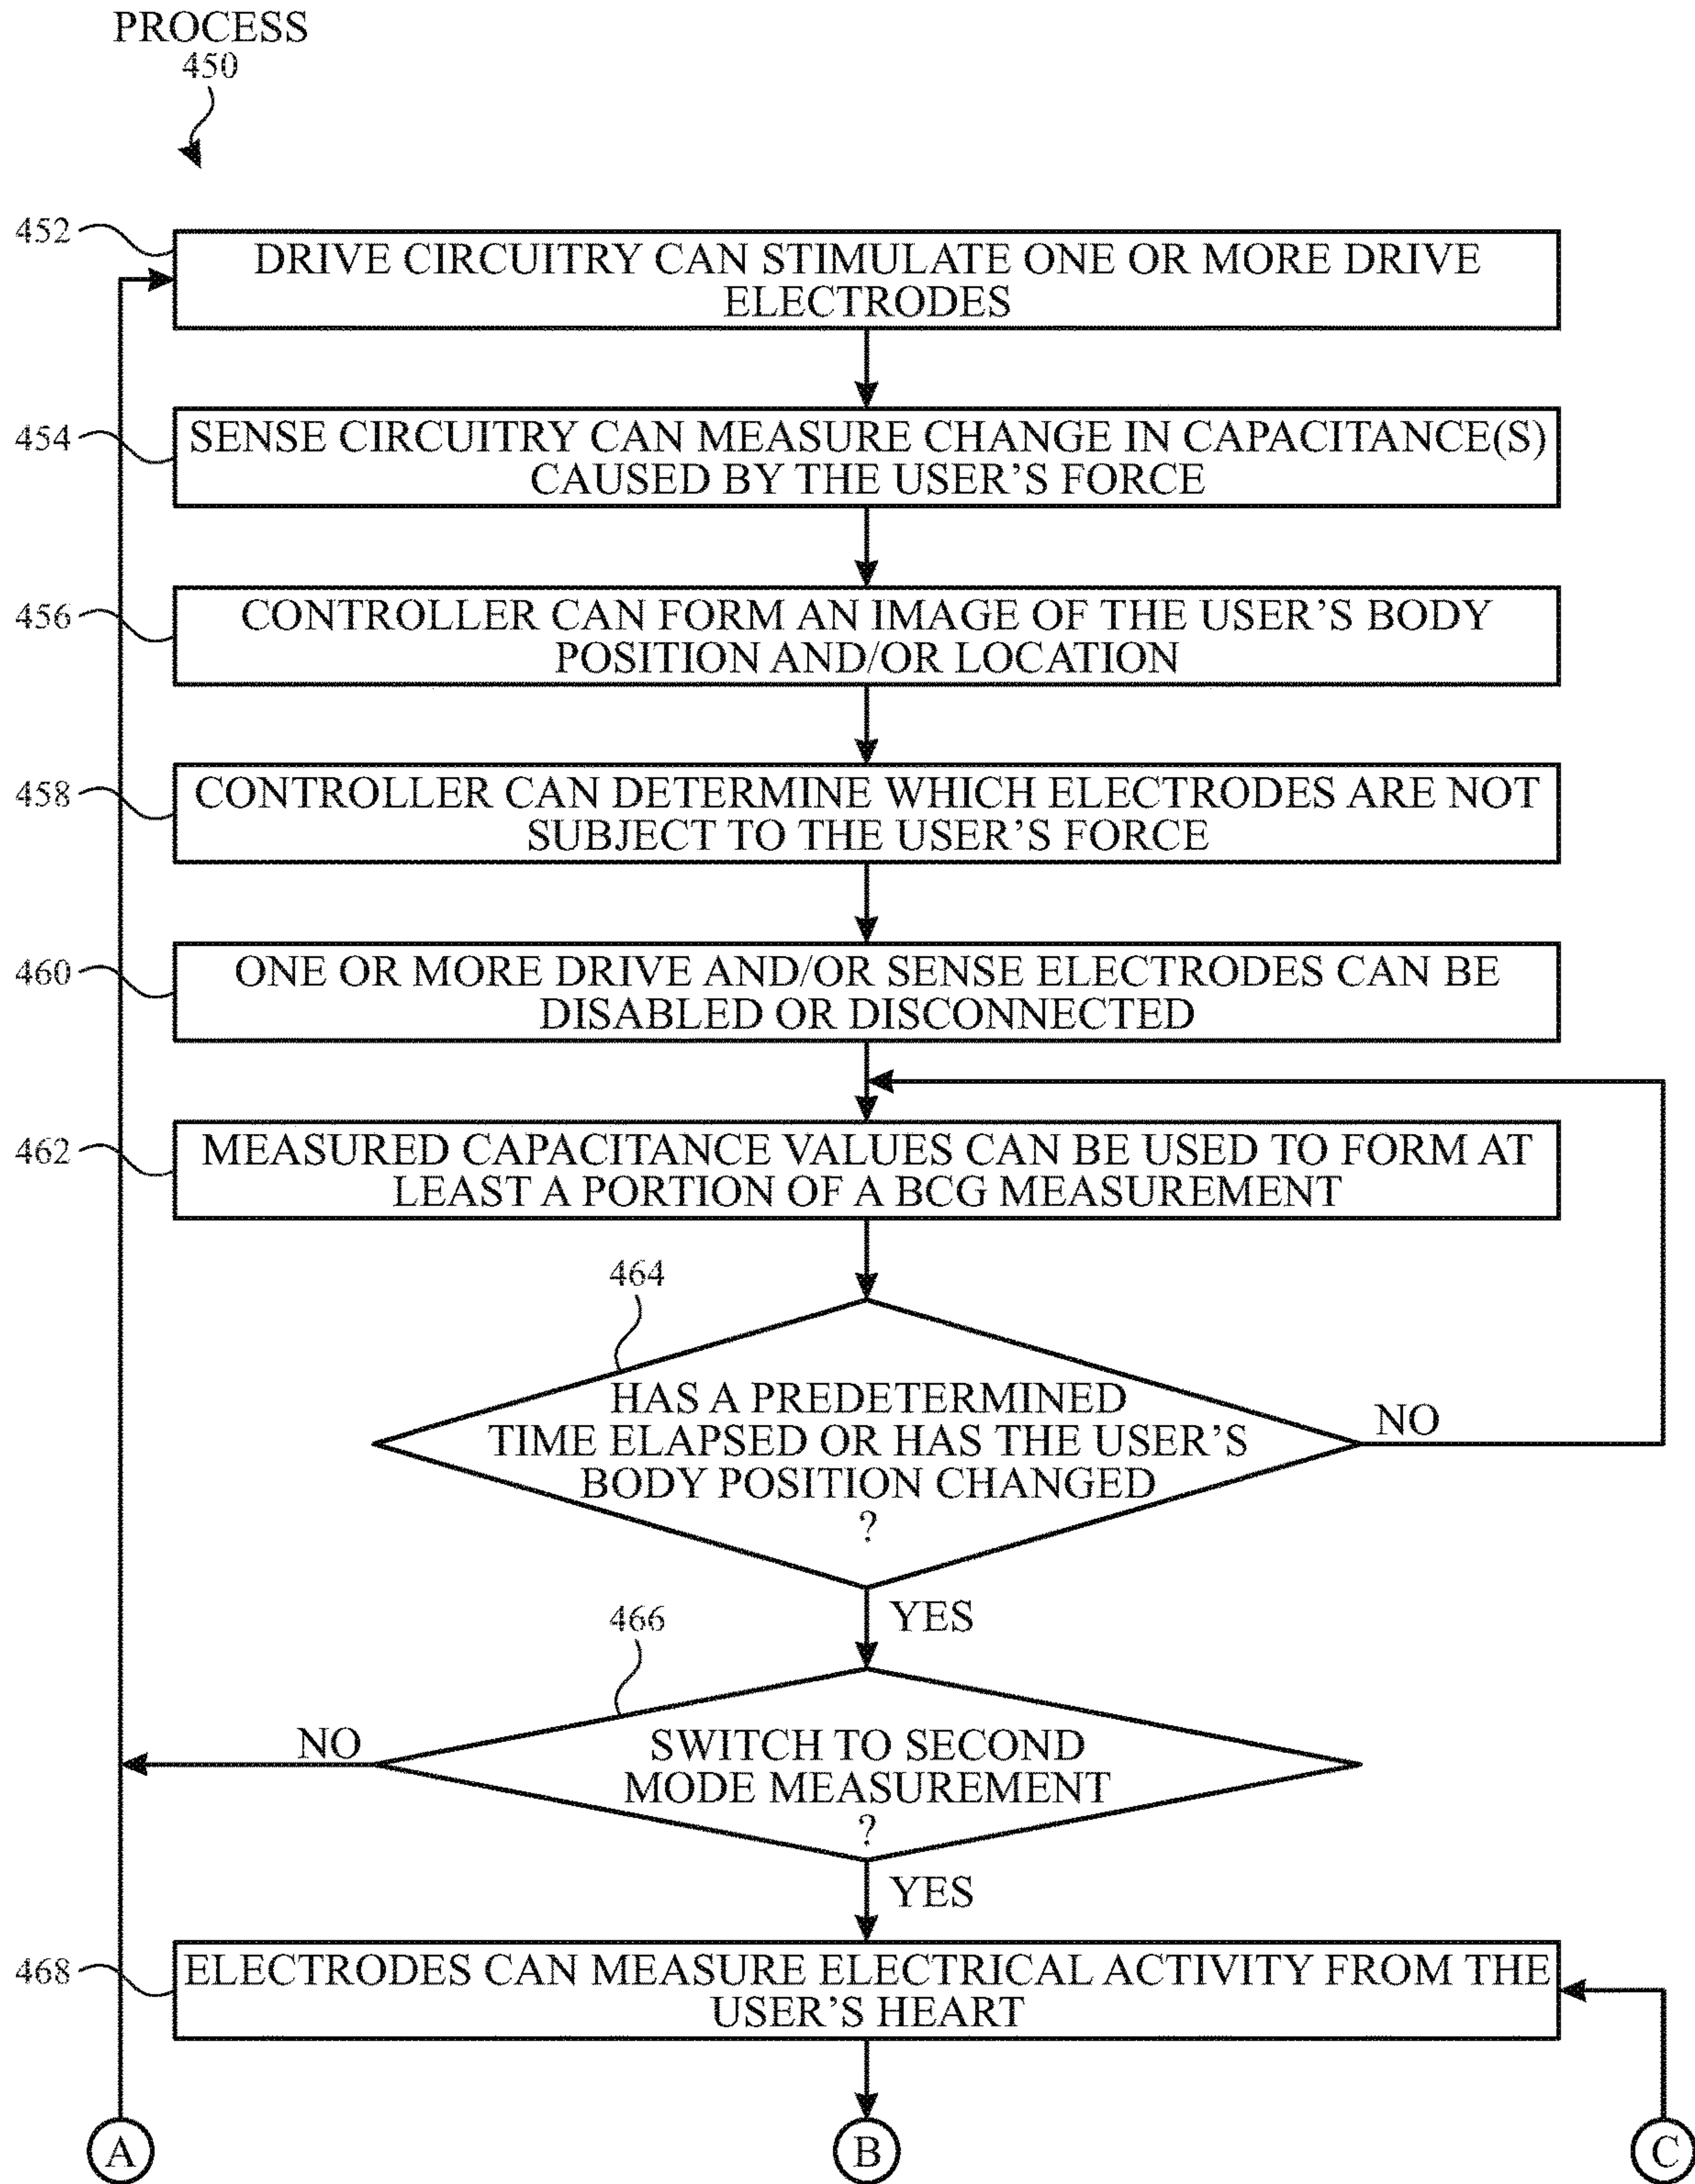 PROCESS
450
452
DRIVE CIRCUITRY CAN STIMULATE ONE OR MORE DRIVE
ELECTRODES
454
SENSE CIRCUITRY CAN MEASURE CHANGE IN CAPACITANCE(S)
CAUSED BY THE USER'S FORCE
456
CONTROLLER CAN FORM AN IMAGE OF THE USER'S BODY
POSITION AND/OR LOCATION
458
CONTROLLER CAN DETERMINE WHICH ELECTRODES ARE NOT
SUBJECT TO THE USER'S FORCE
460
ONE OR MORE DRIVE AND/OR SENSE ELECTRODES CAN BE
DISABLED OR DISCONNECTED
462
MEASURED CAPACITANCE VALUES CAN BE USED TO FORM AT
LEAST A PORTION OF A BCG MEASUREMENT
464
HAS A PREDETERMINED
TIME ELAPSED OR HAS THE USER'S
BODY POSITION CHANGED
?
NO
YES
466
NO
SWITCH TO SECOND
MODE MEASUREMENT
?
YES
468
ELECTRODES CAN MEASURE ELECTRICAL ACTIVITY FROM THE
USER'S HEART
A
B
C